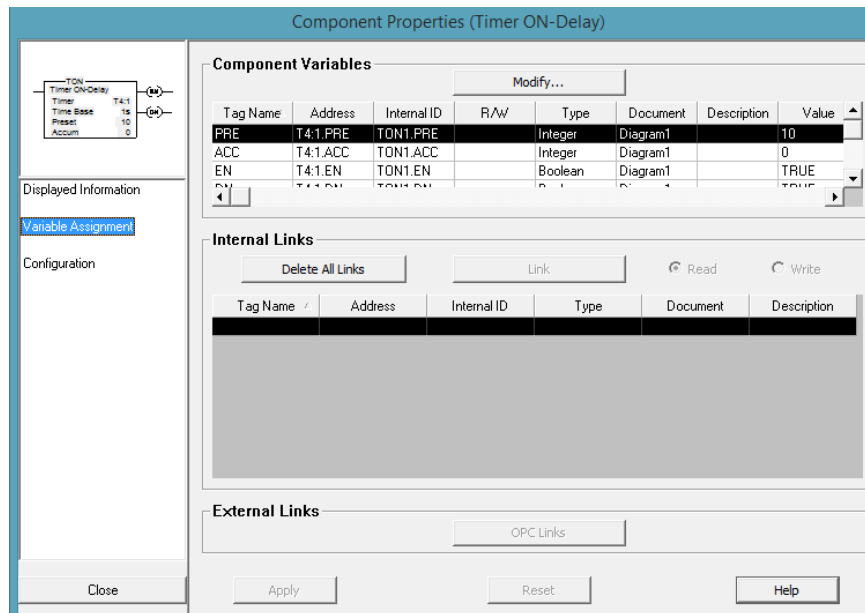 Component Properties (Timer ON-Delay)
TON
Timer ON-Delay
Timer T4:1
Time Base 1s
Preset 10
Accum 0
EN
DN
Displayed Information
Variable Assignment
Configuration
Close
Component Variables
Modify...
Tag Name Address Internal ID R/W Type Document Description Value
PRE T4:1.PRE TON1.PRE Integer Diagram1 10
ACC T4:1.ACC TON1.ACC Integer Diagram1 0
EN T4:1.EN TON1.EN Boolean Diagram1 TRUE
Internal Links
Delete All Links Link Read Write
Tag Name Address Internal ID Type Document Description
External Links
OPC Links
Apply Reset Help